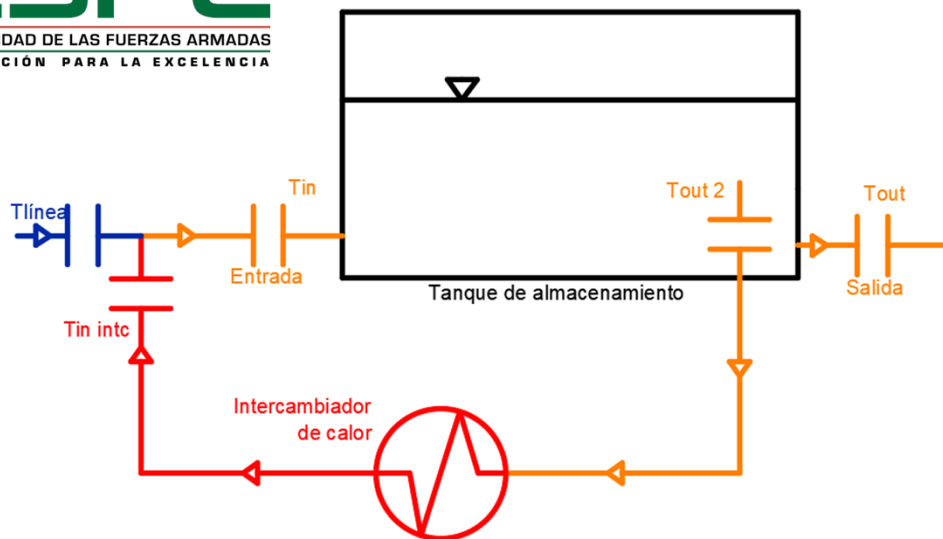 DAD DE LAS FUERZAS ARMADAS
CIÓN PARA LA EXCELENCIA
Tin
Tout 2
Tout
Tlínea
Entrada
Salida
Tanque de almacenamiento
Tin intc
Intercambiador
de calor